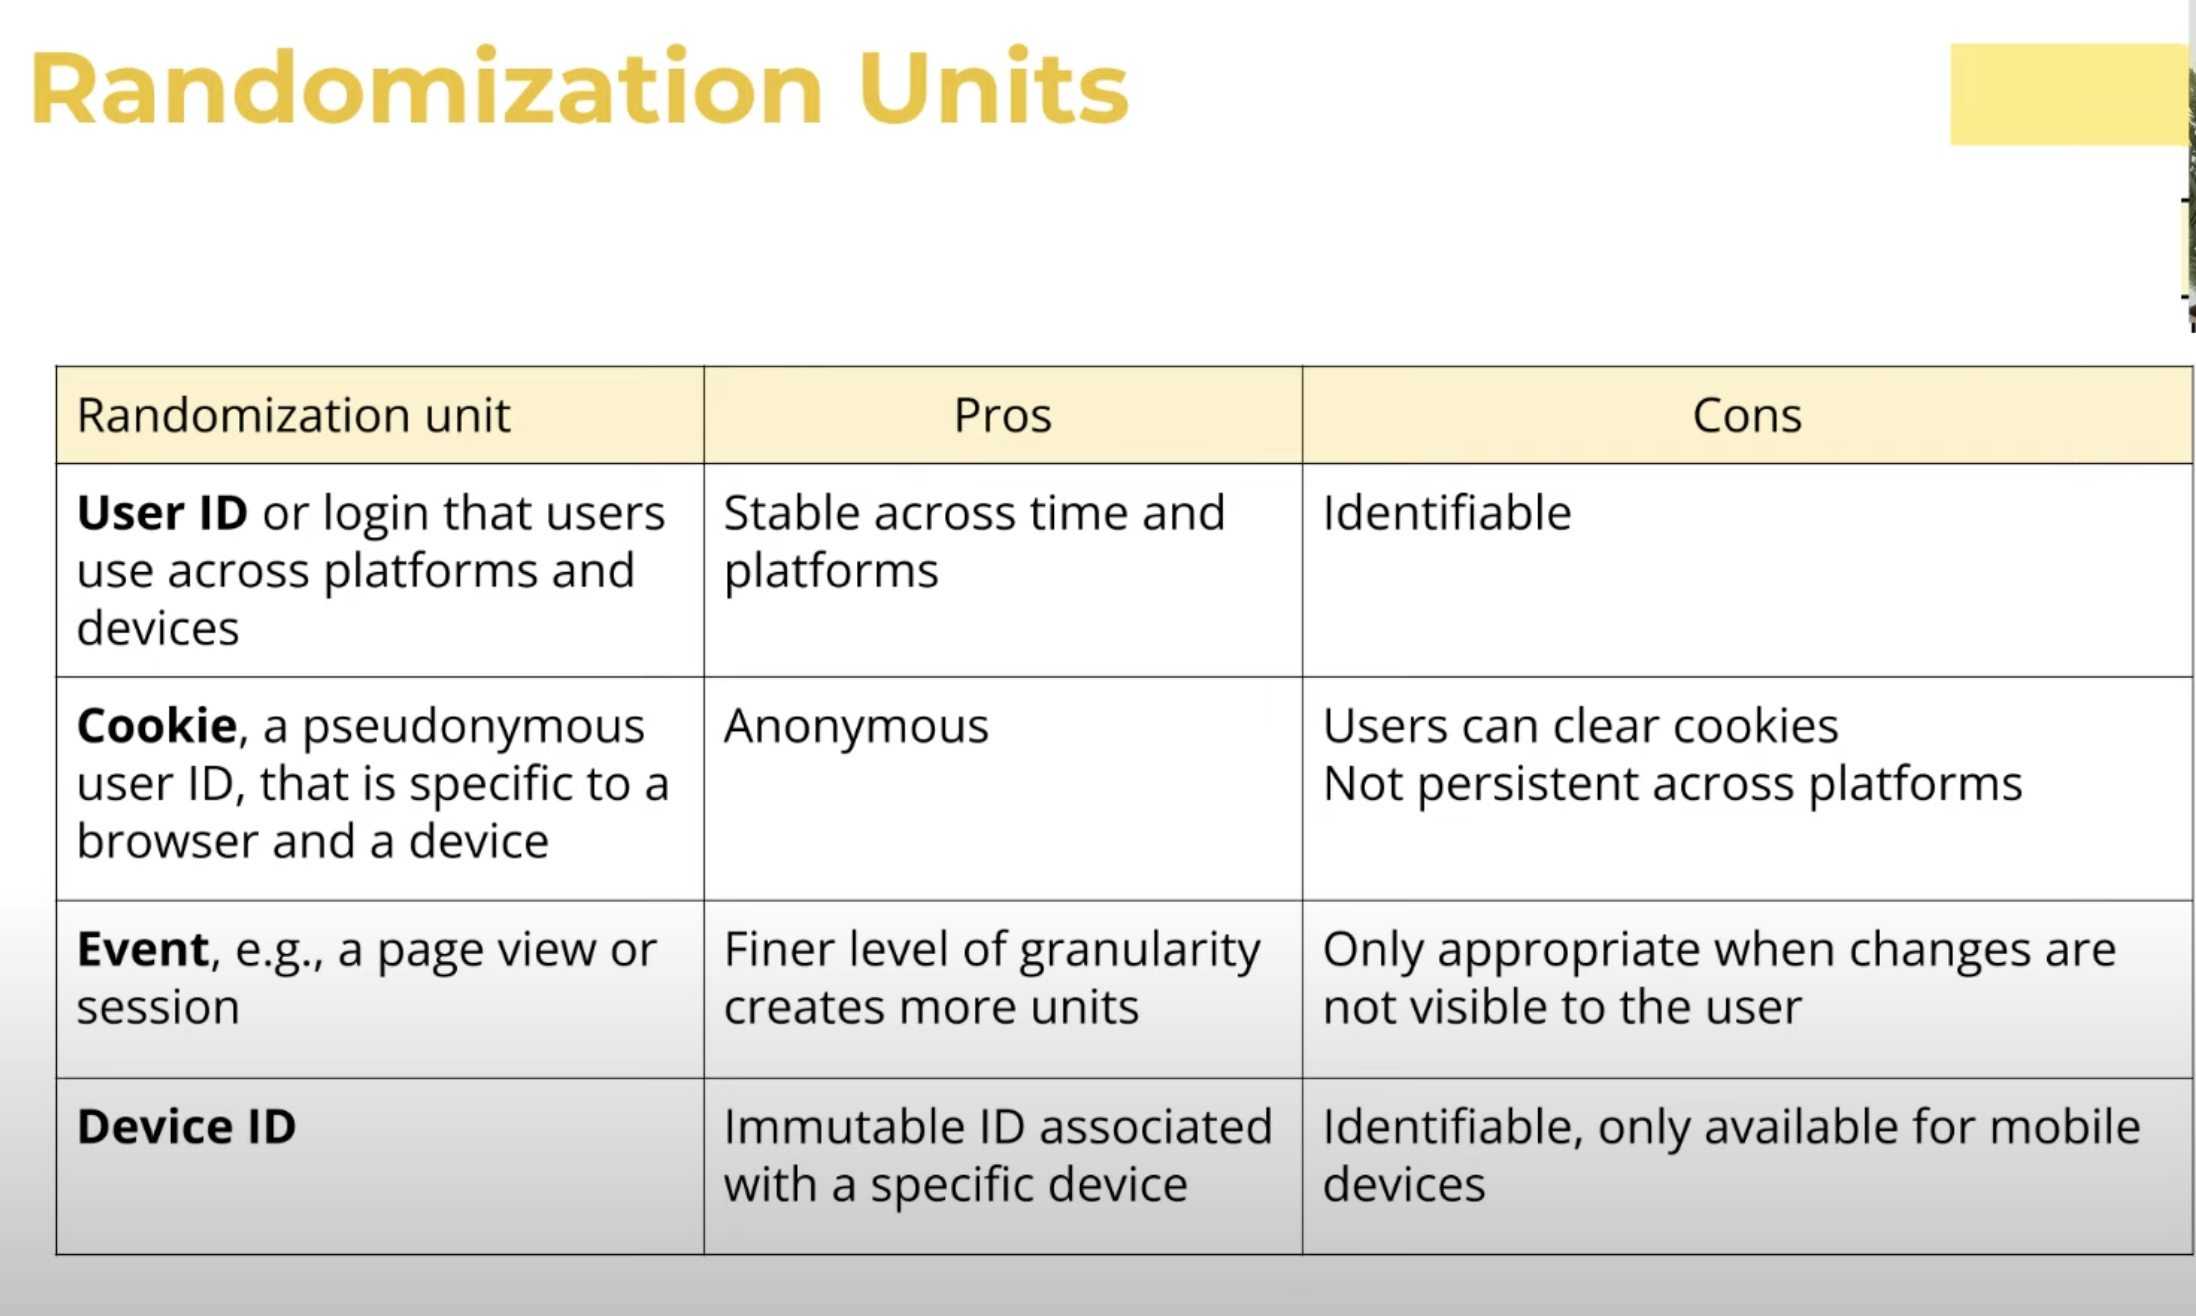 Randomization Units
Randomization unit
Pros
Cons
User ID or login that users
use across platforms and
devices
Stable across time and
platforms
Identifiable
Cookie, a pseudonymous
user ID, that is specific to a
browser and a device
Anonymous
Users can clear cookies
Not persistent across platforms
Event, e.g., a page view or
session
Finer level of granularity
creates more units
Only appropriate when changes are
not visible to the user
Device ID
Immutable ID associated
with a specific device
Identifiable, only available for mobile
devices